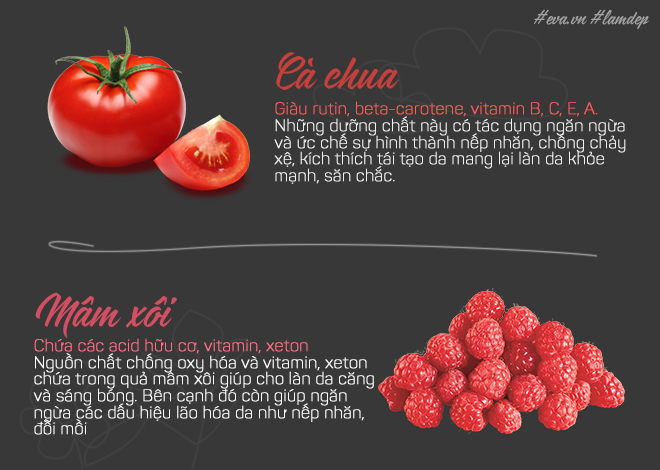 #eva.vn #lamdep
Cà chua
Giàu rutin, beta-carotene, vitamin B, C, E, A.
Những dưỡng chất này có tác dụng ngăn ngừa
và ức chế sự hình thành nếp nhăn, chống chảy
xệ, kích thích tái tạo da mang lại làn da khỏe
mạnh, săn chắc.
Mâm xôi
Chứa các acid hữu cơ, vitamin, xeton
Nguồn chất chống oxy hóa và vitamin, xeton
chứa trong quả mâm xôi giúp cho làn da căng
và sáng bóng. Bên cạnh đó còn giúp ngăn
ngừa các dấu hiệu lão hóa da như nếp nhăn,
đồi mồi